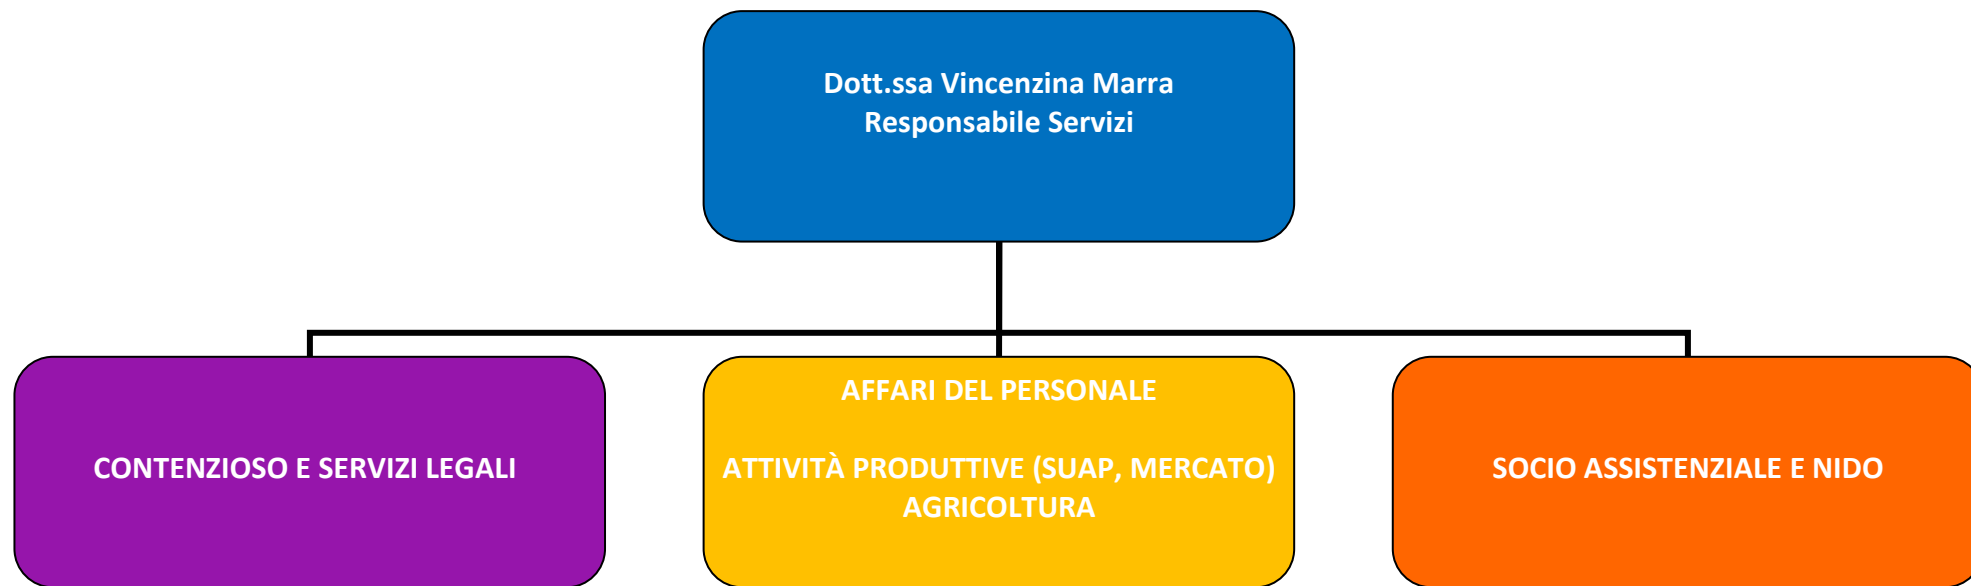 Dott.ssa Vincenzina Marra
Responsabile Servizi
CONTENZIOSO E SERVIZI LEGALI
AFFARI DEL PERSONALE
ATTIVITÀ PRODUTTIVE (SUAP, MERCATO)
AGRICOLTURA
SOCIO ASSISTENZIALE E NIDO